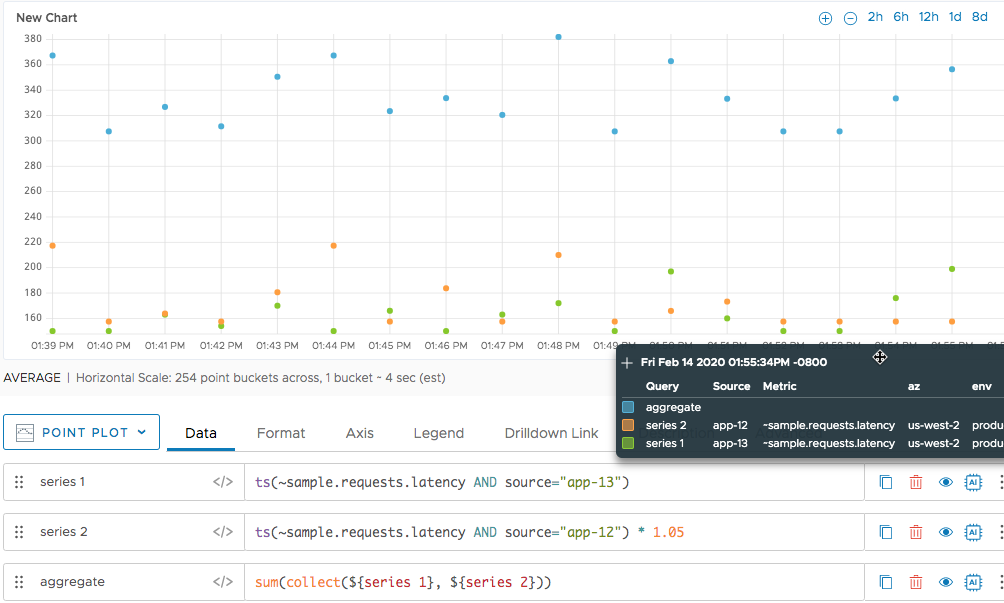 New Chart
2h 6h 12h 1d 8d
380
360
340
320
300
280
260
240
220
200
180
160
01:39 PM 01:40 PM 01:41 PM 01:42 PM 01:43 PM 01:44 PM 01:45 PM 01:46 PM 01:47 PM 01:48 PM 01:49
Fri Feb 14 2020 01:55:34PM -0800
Query Source Metric az env
aggregate
series 2 app-12 ~sample.requests.latency us-west-2 produ
series 1 app-13 ~sample.requests.latency us-west-2 produ
AVERAGE | Horizontal Scale: 254 point buckets across, 1 bucket ~ 4 sec (est)
POINT PLOT Data Format Axis Legend Drilldown Link
series 1 </> ts(~sample.requests.latency AND source="app-13") AI
series 2 </> ts(~sample.requests.latency AND source="app-12") * 1.05 AI
aggregate </> sum(collect(${series 1}, ${series 2})) AI